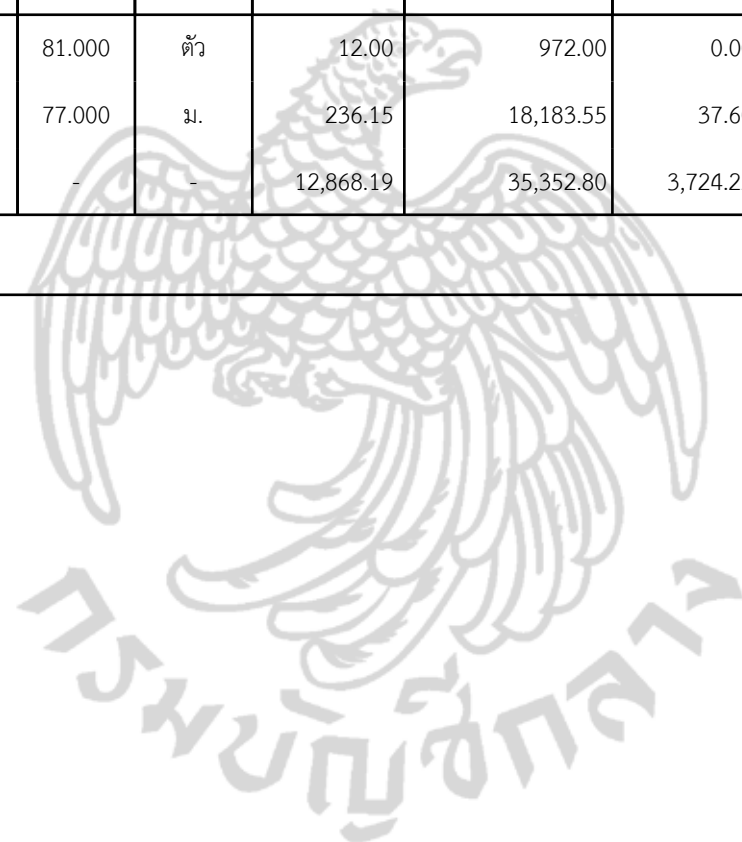 81.000 ตัว 12.00 972.00 0.0
77.000 ม. 236.15 18,183.55 37.6
- - 12,868.19 35,352.80 3,724.2
กรมบัญชีกลาง